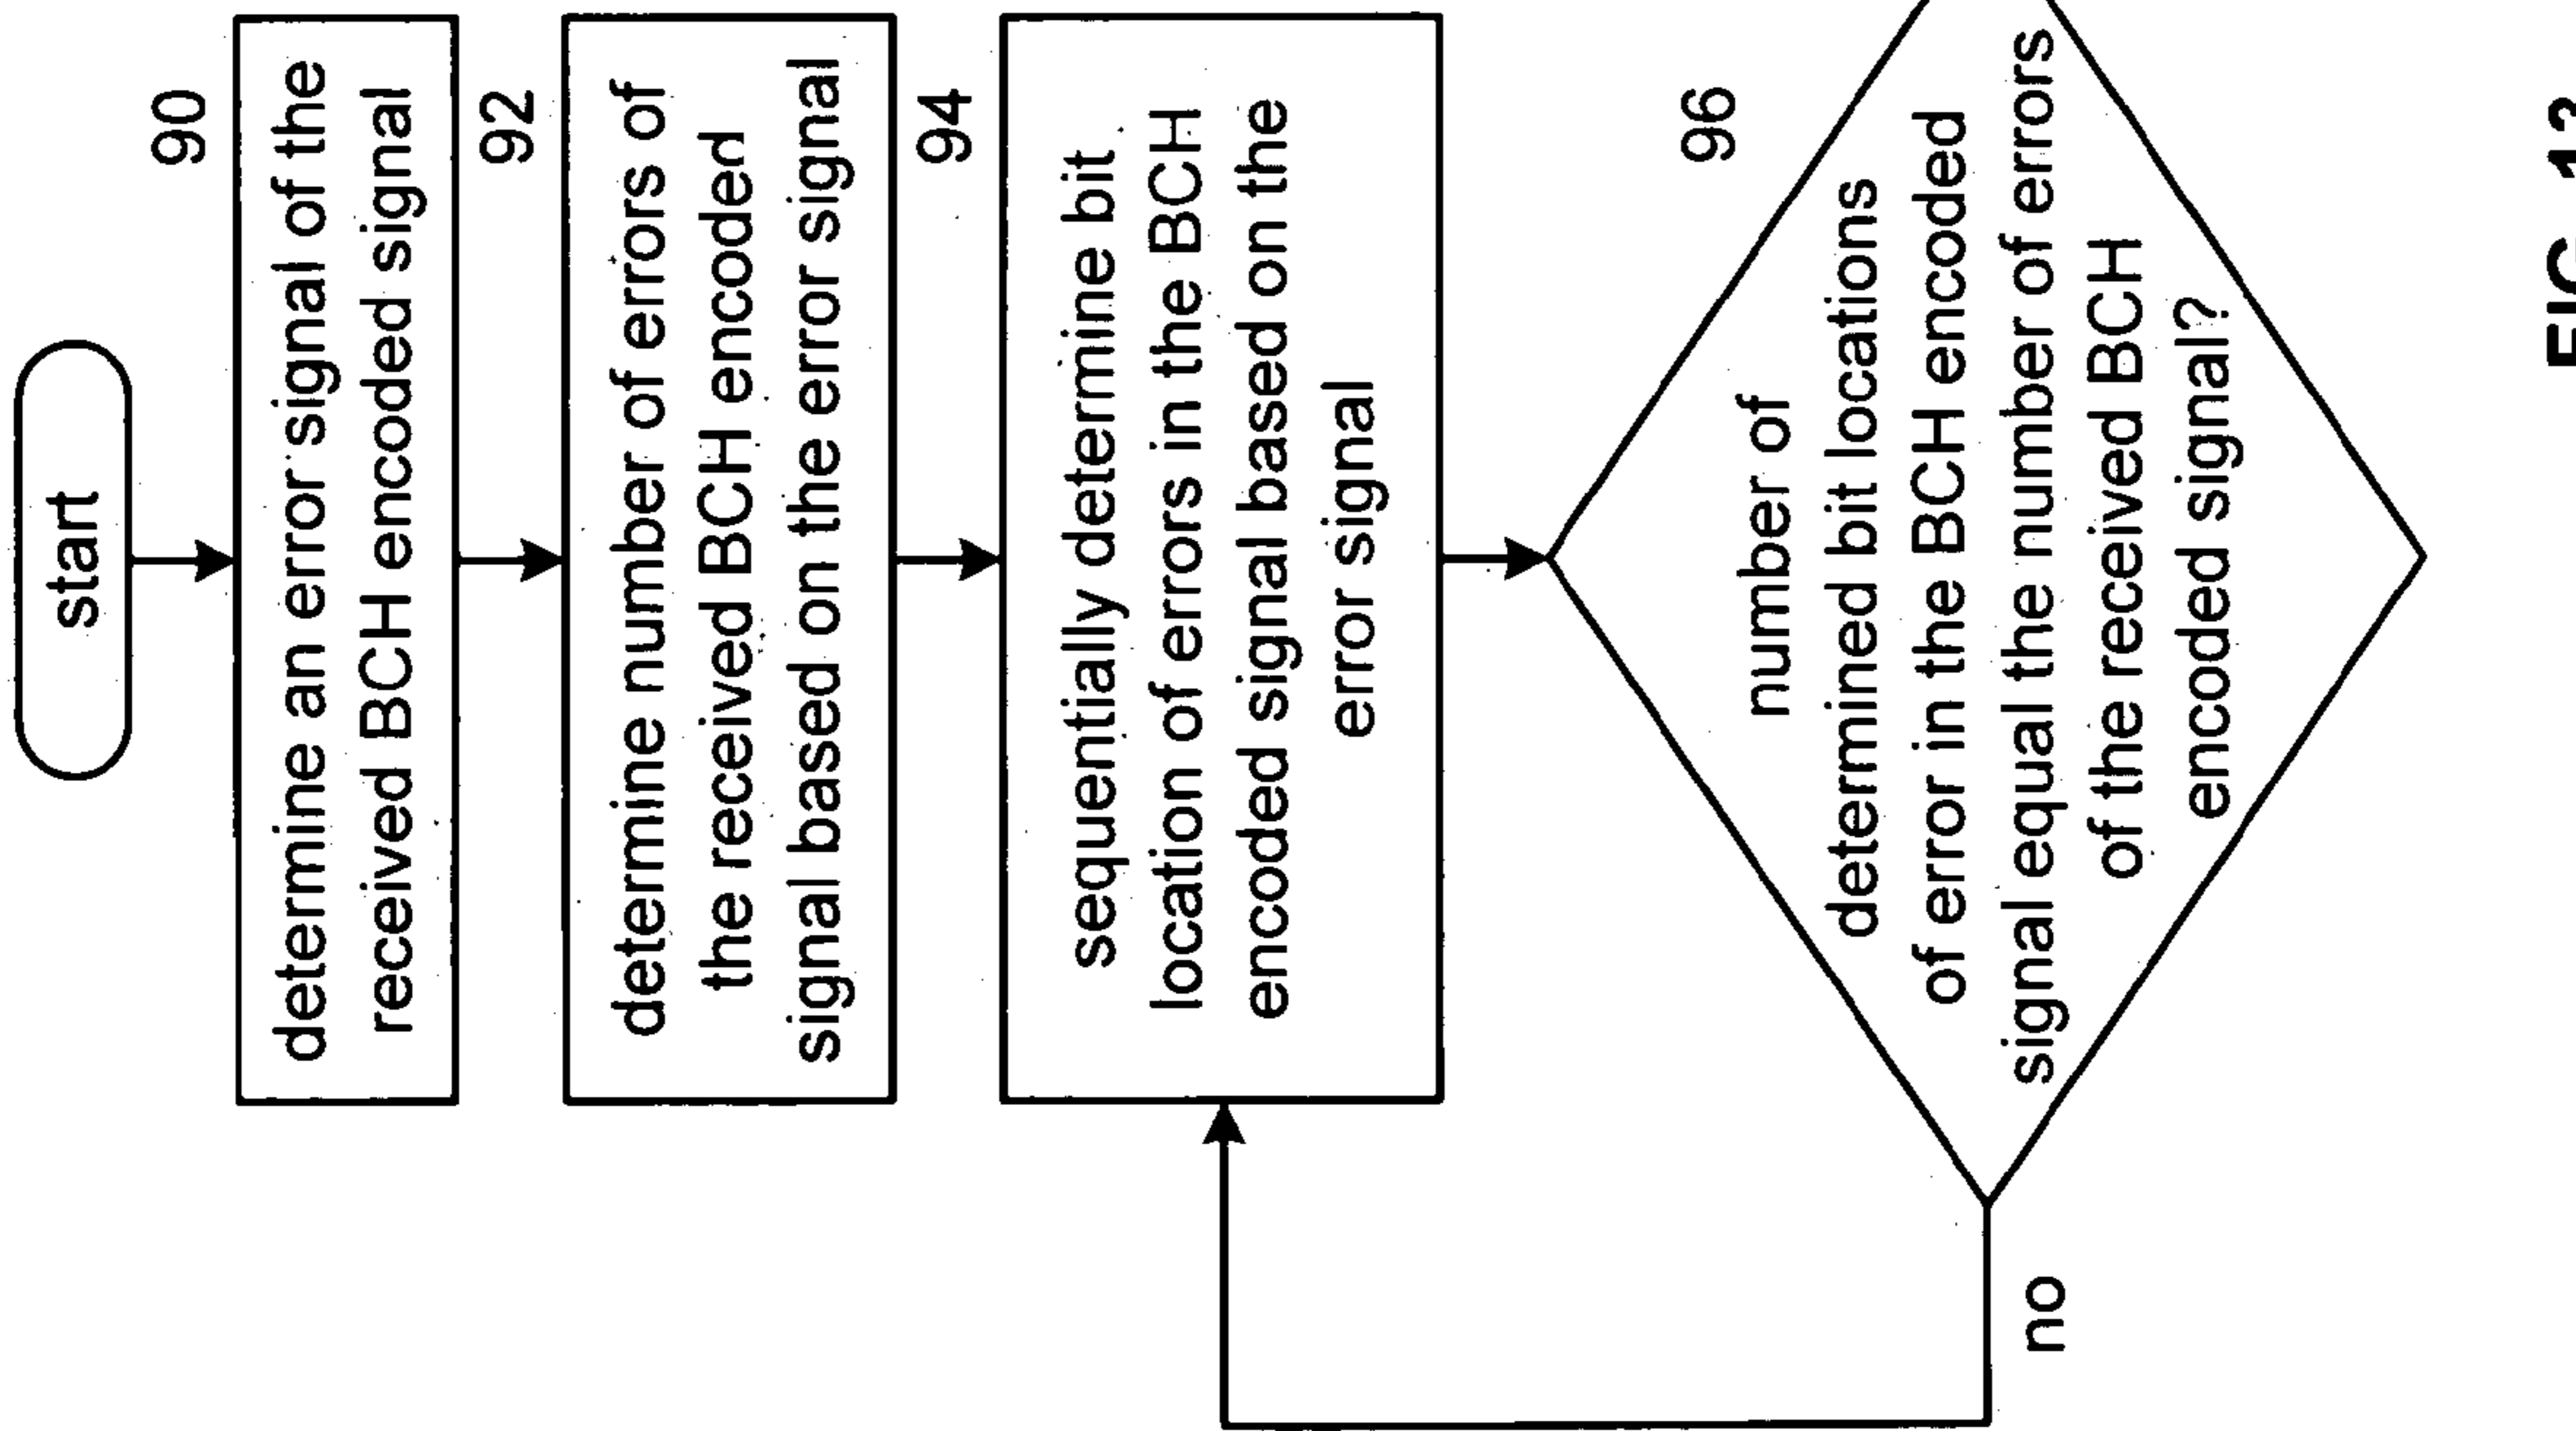 start
90
determine an error signal of the
received BCH encoded signal
92
determine number of errors of
the received BCH encoded
signal based on the error signal
94
sequentially determine bit
location of errors in the BCH
encoded signal based on the
error signal
96
number of
determined bit locations
of error in the BCH encoded
signal equal the number of errors
of the received BCH
encoded signal?
no